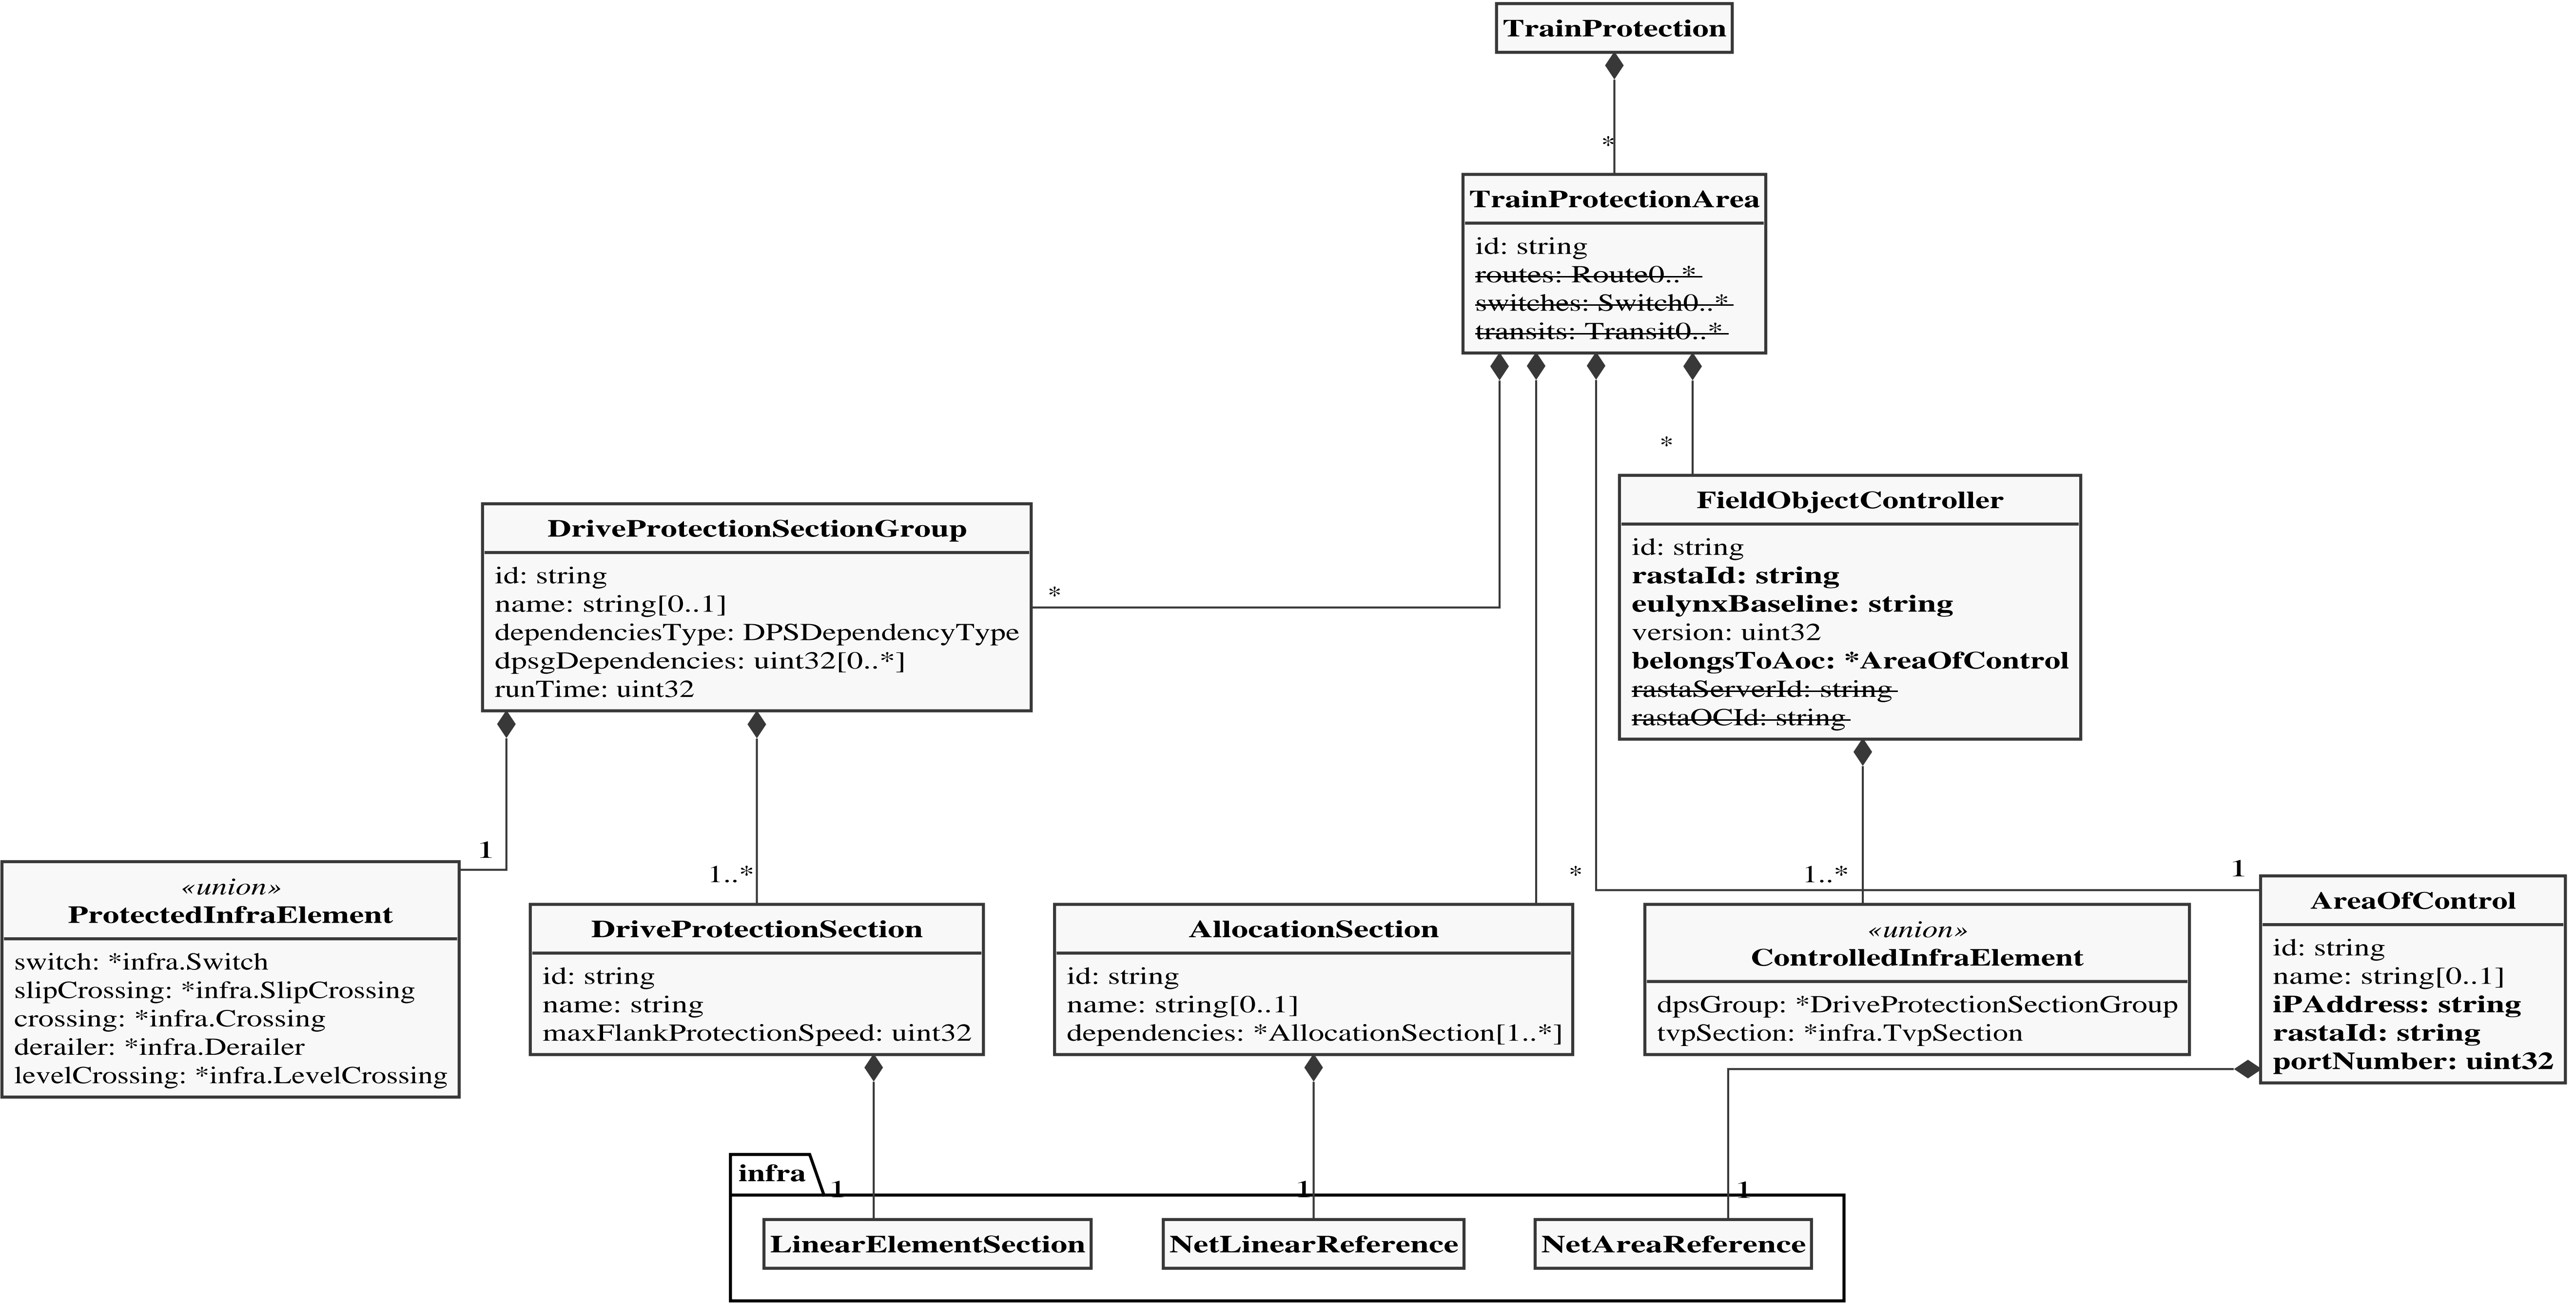 TrainProtection
*
TrainProtectionArea
id: string
routes: Route0..*
switches: Switch0..*
transits: Transit0..*
*
FieldObjectController
id: string
rastaId: string
eulynxBaseline: string
version: uint32
belongsToAoc: *AreaOfControl
rastaServerId: string
rastaOCId: string
DriveProtectionSectionGroup
id: string
name: string[0..1]
dependenciesType: DPSDependencyType
dpsgDependencies: uint32[0..*]
runTime: uint32
*
1
1..*
*
1..*
1
«union»
ProtectedInfraElement
switch: *infra.Switch
slipCrossing: *infra.SlipCrossing
crossing: *infra.Crossing
derailer: *infra.Derailer
levelCrossing: *infra.LevelCrossing
DriveProtectionSection
id: string
name: string
maxFlankProtectionSpeed: uint32
AllocationSection
id: string
name: string[0..1]
dependencies: *AllocationSection[1..*]
«union»
ControlledInfraElement
dpsGroup: *DriveProtectionSectionGroup
tvpSection: *infra.TvpSection
AreaOfControl
id: string
name: string[0..1]
iPAddress: string
rastaId: string
portNumber: uint32
infra
1
1
1
LinearElementSection
NetLinearReference
NetAreaReference